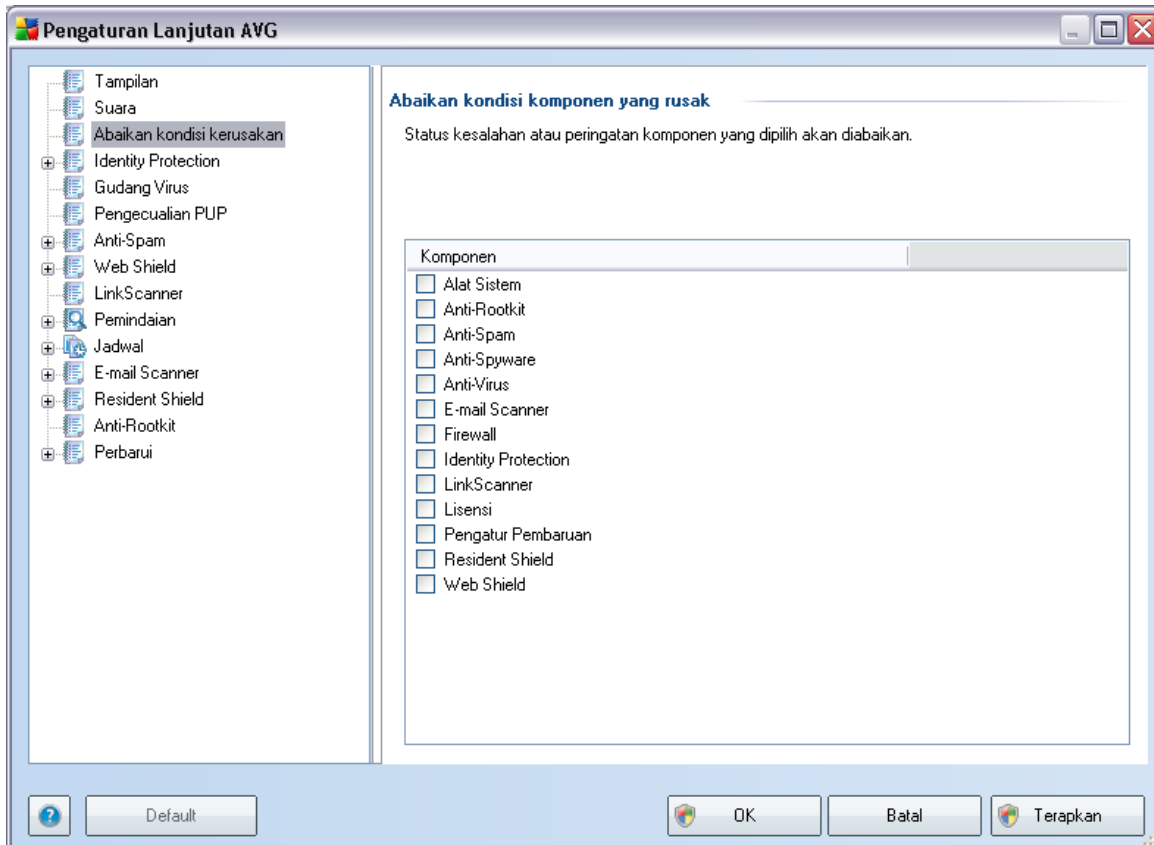 Pengaturan Lanjutan AVG
Tampilan
Suara
Abaikan kondisi kerusakan
Identity Protection
Gudang Virus
Pengecualian PUP
Anti-Spam
Web Shield
LinkScanner
Pemindaian
Jadwal
E-mail Scanner
Resident Shield
Anti-Rootkit
Perbarui
Abaikan kondisi komponen yang rusak
Status kesalahan atau peringatan komponen yang dipilih akan diabaikan.
Komponen
Alat Sistem
Anti-Rootkit
Anti-Spam
Anti-Spyware
Anti-Virus
E-mail Scanner
Firewall
Identity Protection
LinkScanner
Lisensi
Pengatur Pembaruan
Resident Shield
Web Shield
? Default OK Batal Terapkan